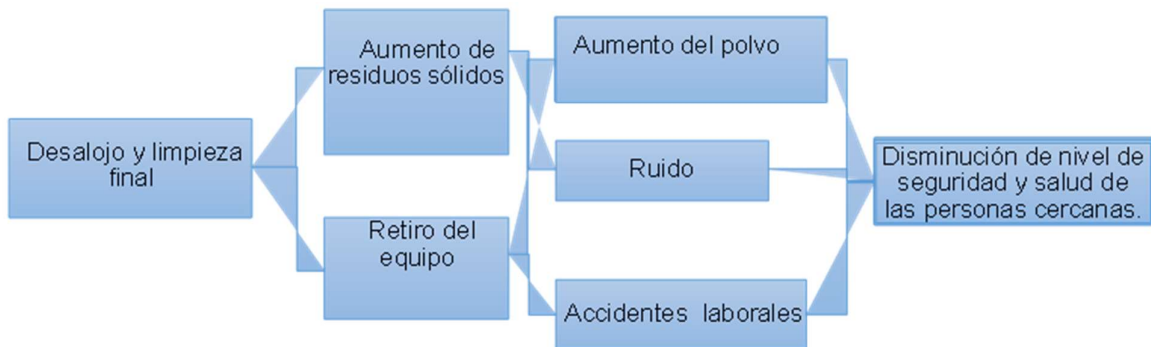 Desalojo y limpieza
final
Aumento de
residuos sólidos
Retiro del
equipo
Aumento del polvo
Ruido
Accidentes laborales
Disminución de nivel de
seguridad y salud de
las personas cercanas.